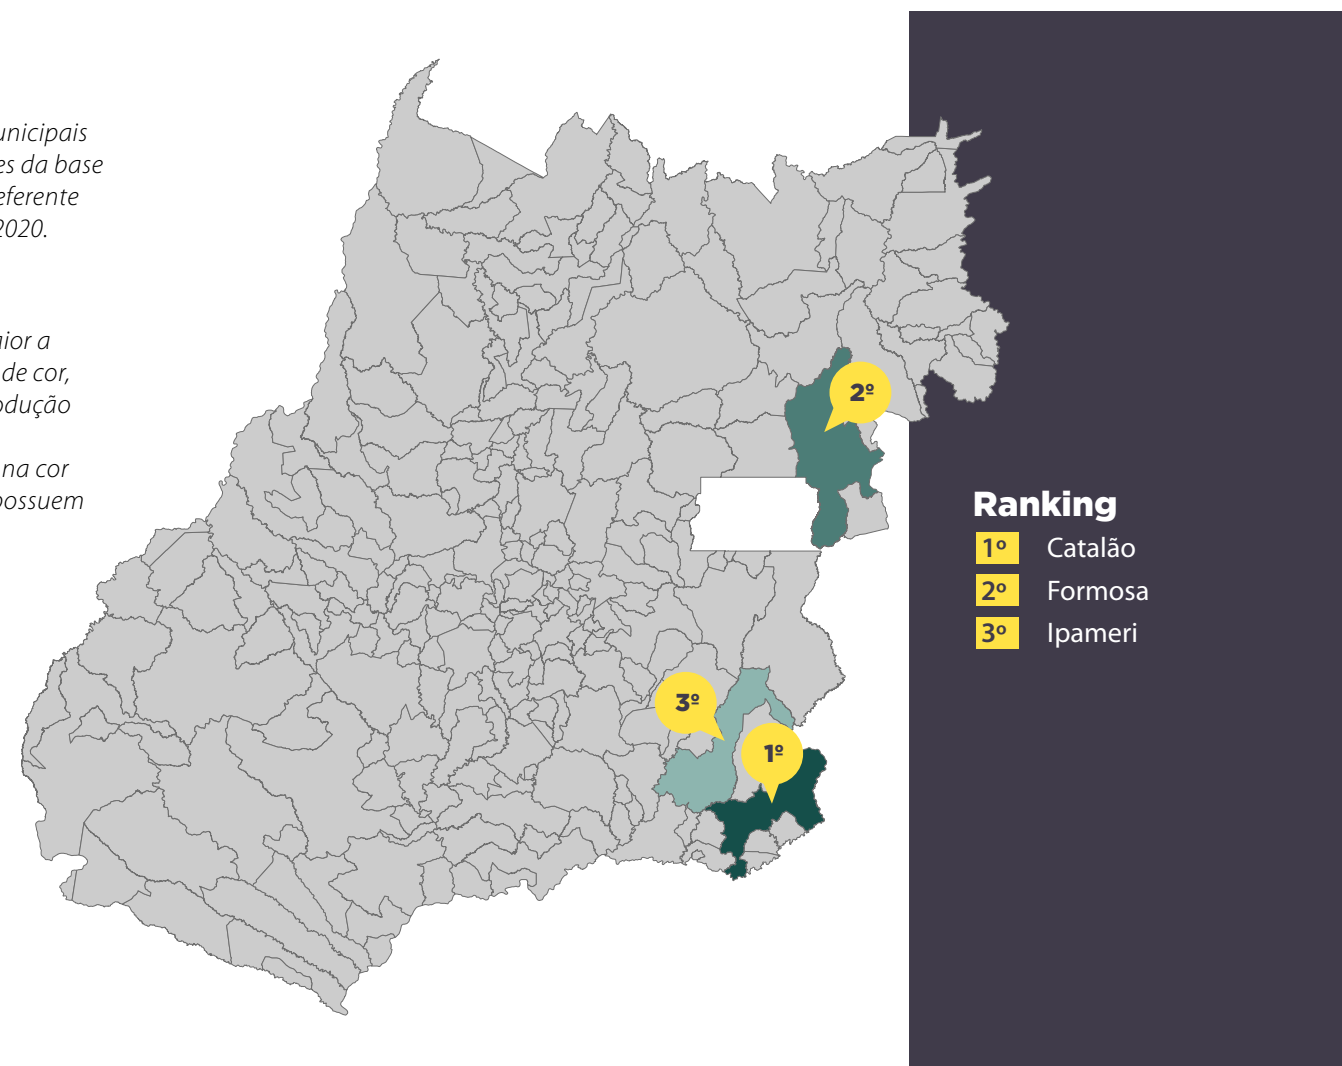 unicipais
es da base
eferente
2020.
ior a
de cor,
odução
na cor
possuem
2º
3º
1º
Ranking
1º Catalão
2º Formosa
3º Ipameri